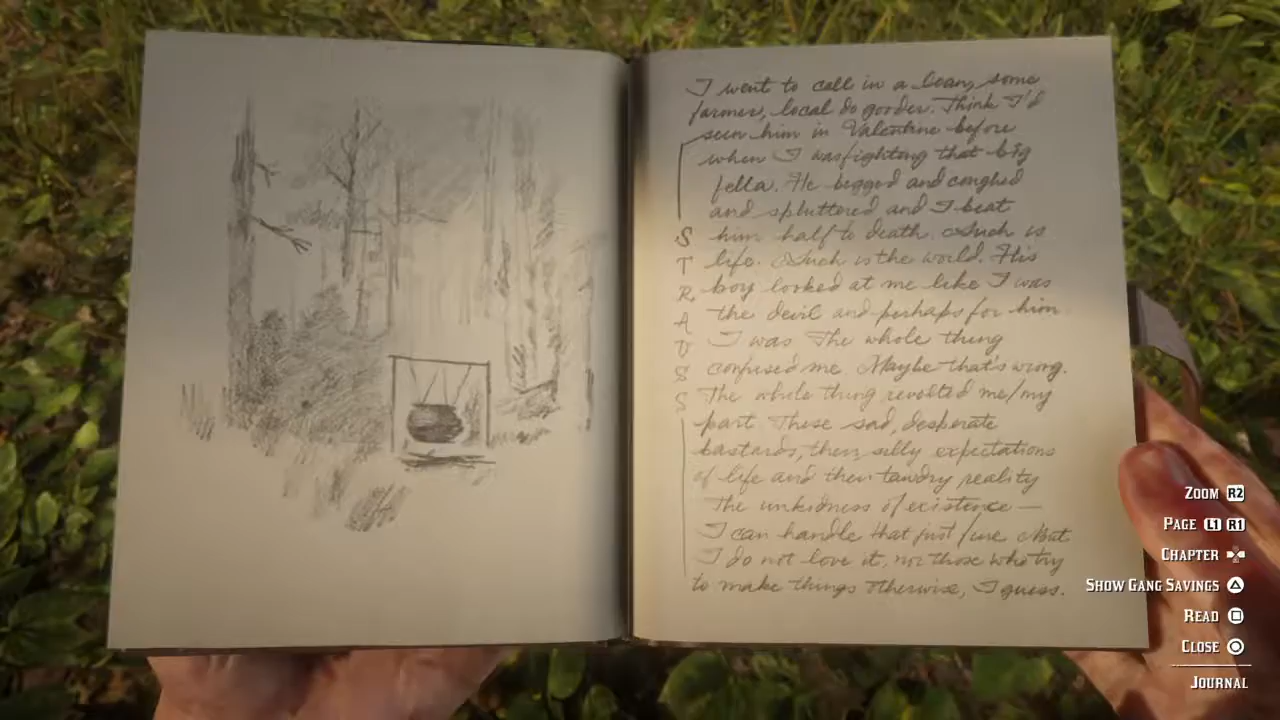 I went to call in a loan, some
farmer, local do gooder. Think I'd
seen him in Valentine before
when I was fighting that big
fella. He begged and coughed
and spluttered and I beat
him half to death. Such is
life. Such is the world. His
boy looked at me like I was
the devil and perhaps for him
I was. The whole thing
confused me. Maybe that's wrong.
The whole thing revolted me/my
part. These sad, desperate
bastards, their silly expectations
of life and their tawdry reality
The unkindness of existence —
I can handle that just fine. But
I do not love it, nor those who try
to make things otherwise, I guess.
STRAUSS
ZOOM R2
PAGE L1 R1
CHAPTER
SHOW GANG SAVINGS
READ
CLOSE
JOURNAL